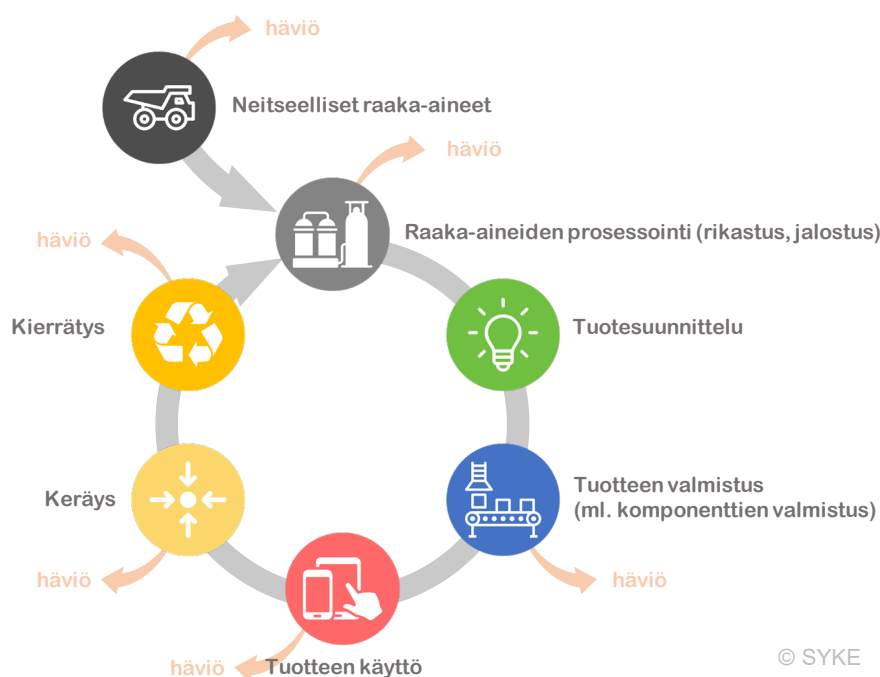 häviö
Neitseelliset raaka-aineet
häviö
Raaka-aineiden prosessointi (rikastus, jalostus)
häviö
Kierrätys
Tuotesuunnittelu
Keräys
Tuotteen valmistus
(ml. komponenttien valmistus)
häviö
häviö
häviö
Tuotteen käyttö
© SYKE